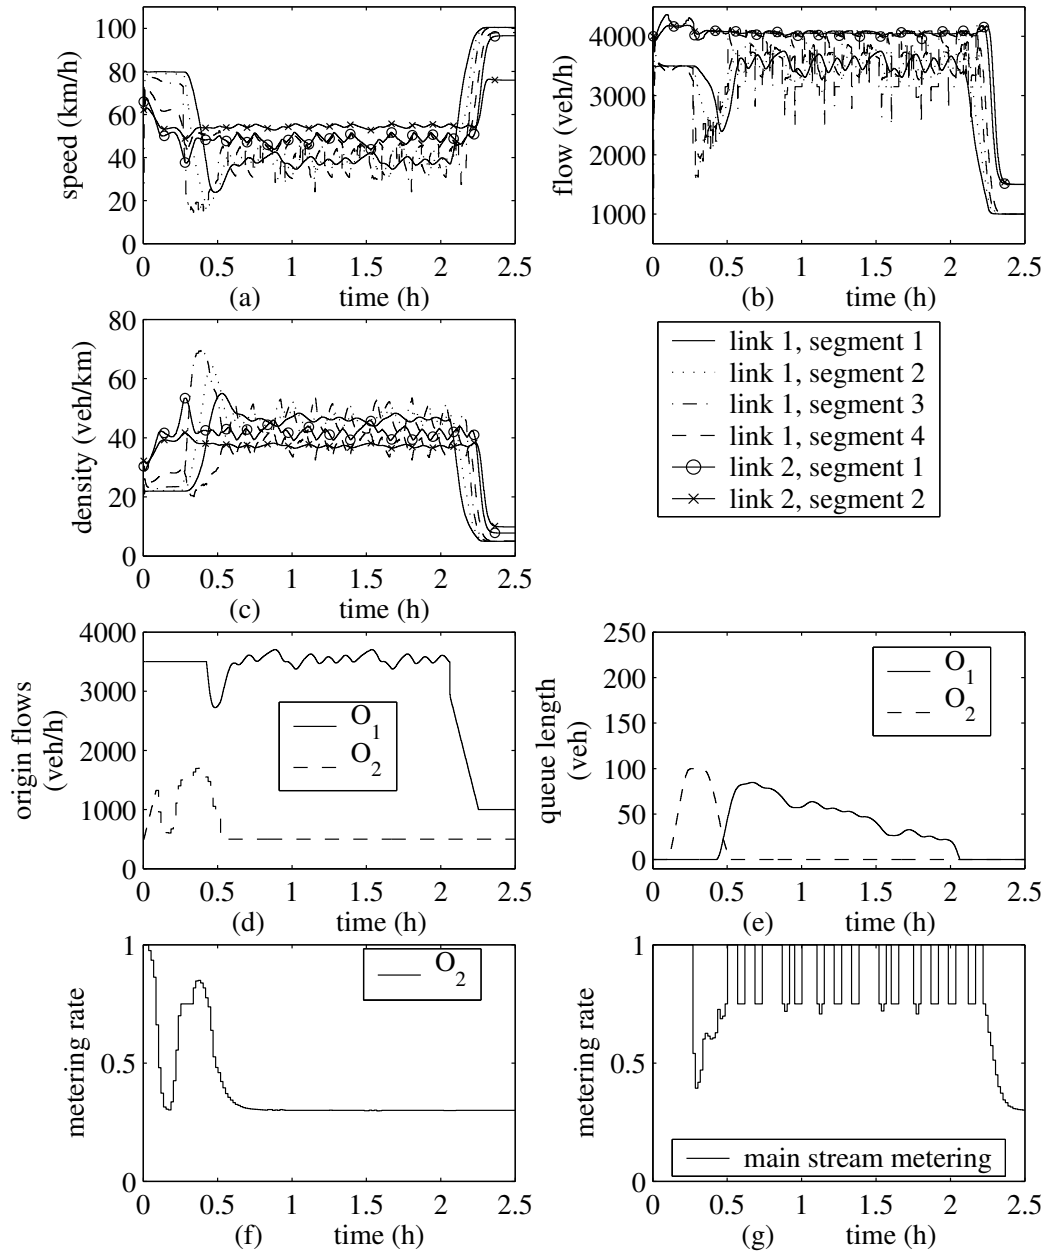 100
80
60
40
20
0
speed (km/h)
0 0.5 1 1.5 2 2.5
(a) time (h)
4000
3000
2000
1000
flow (veh/h)
0 0.5 1 1.5 2 2.5
(b) time (h)
80
60
40
20
0
density (veh/km)
0 0.5 1 1.5 2 2.5
(c) time (h)
link 1, segment 1
link 1, segment 2
link 1, segment 3
link 1, segment 4
link 2, segment 1
link 2, segment 2
4000
3000
2000
1000
0
origin flows
(veh/h)
O1
O2
0 0.5 1 1.5 2 2.5
(d) time (h)
250
200
150
100
50
0
queue length
(veh)
O1
O2
0 0.5 1 1.5 2 2.5
(e) time (h)
1
0.5
0
metering rate
O2
0 0.5 1 1.5 2 2.5
(f) time (h)
1
0.5
0
metering rate
main stream metering
0 0.5 1 1.5 2 2.5
(g) time (h)